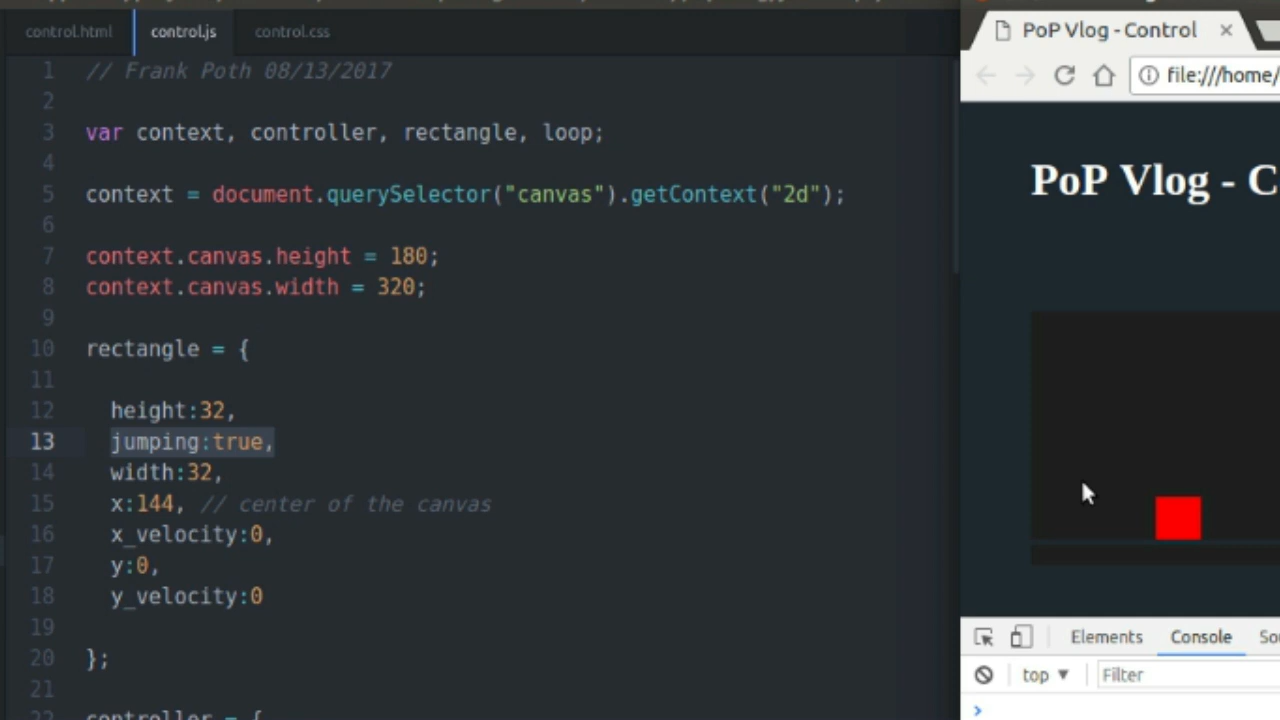 control.html
control.js
control.css
1 // Frank Poth 08/13/2017
2
3 var context, controller, rectangle, loop;
4
5 context = document.querySelector("canvas").getContext("2d");
6
7 context.canvas.height = 180;
8 context.canvas.width = 320;
9
10 rectangle = {
11
12 height:32,
13 jumping:true,
14 width:32,
15 x:144, // center of the canvas
16 x_velocity:0,
17 y:0,
18 y_velocity:0
19
20 };
21
22 controller = {
PoP Vlog - Control
file:///home/
PoP Vlog - C
Elements Console So
top ▼ Filter